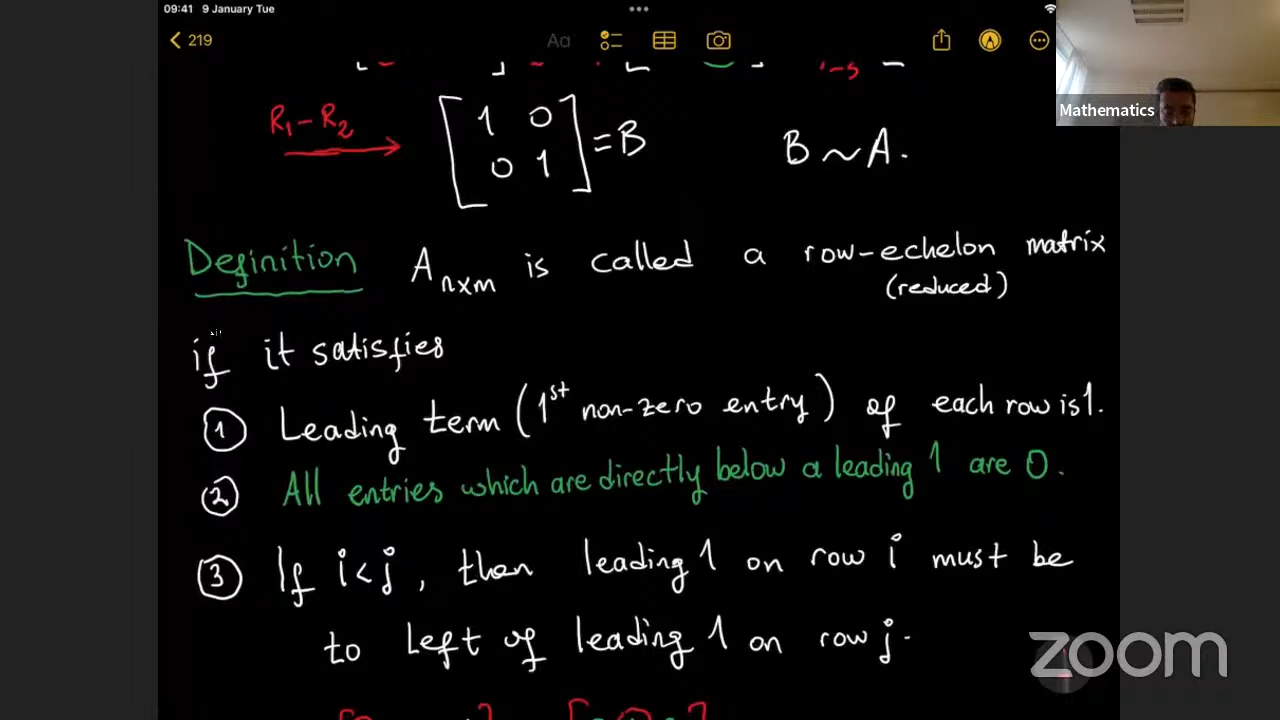 09:41 9 January Tue
219
Aa
Mathematics
R1 - R2
1 0
0 1
= B
B ~ A.
Definition A n×m is called a row-echelon matrix
(reduced)
if it satisfies
1 Leading term (1st non-zero entry) of each row is 1.
2 All entries which are directly below a leading 1 are 0.
3 If i < j, then leading 1 on row i must be
to left of leading 1 on row j.
zoom